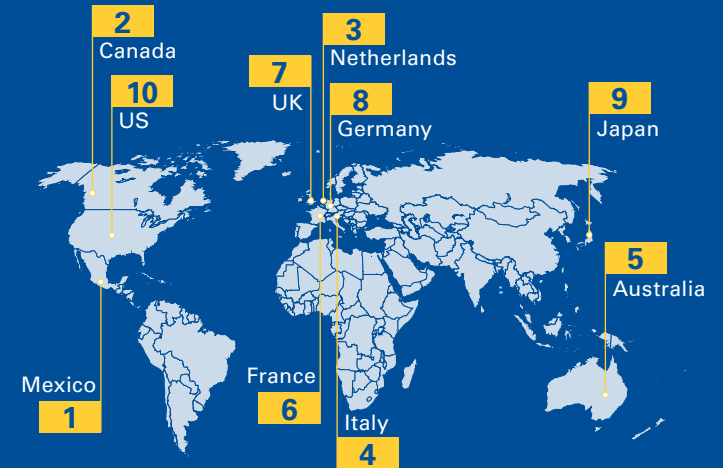 2
Canada
3
Netherlands
7
UK
10
US
8
Germany
9
Japan
5
Australia
Mexico
1
France
6
Italy
4